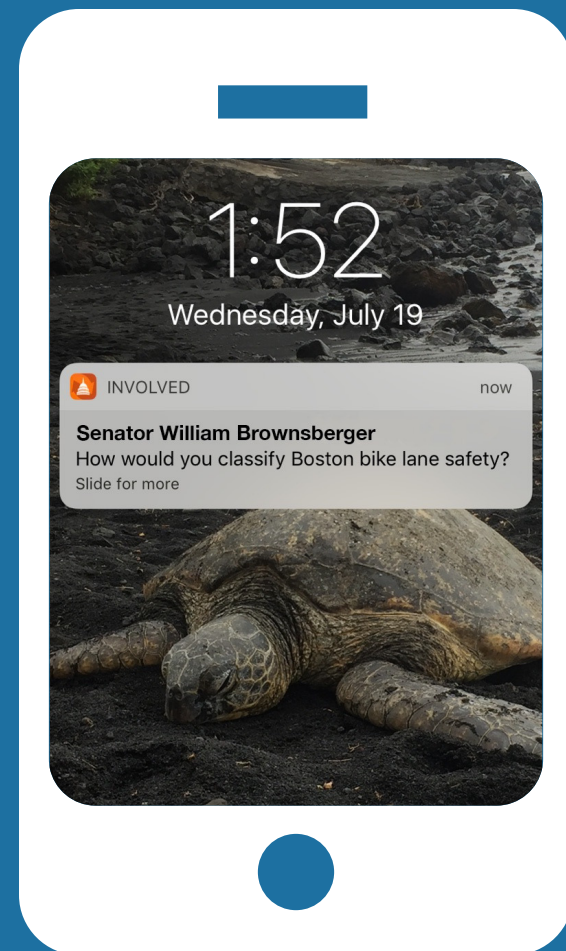 1:52
Wednesday, July 19
INVOLVED now
Senator William Brownsberger
How would you classify Boston bike lane safety?
Slide for more